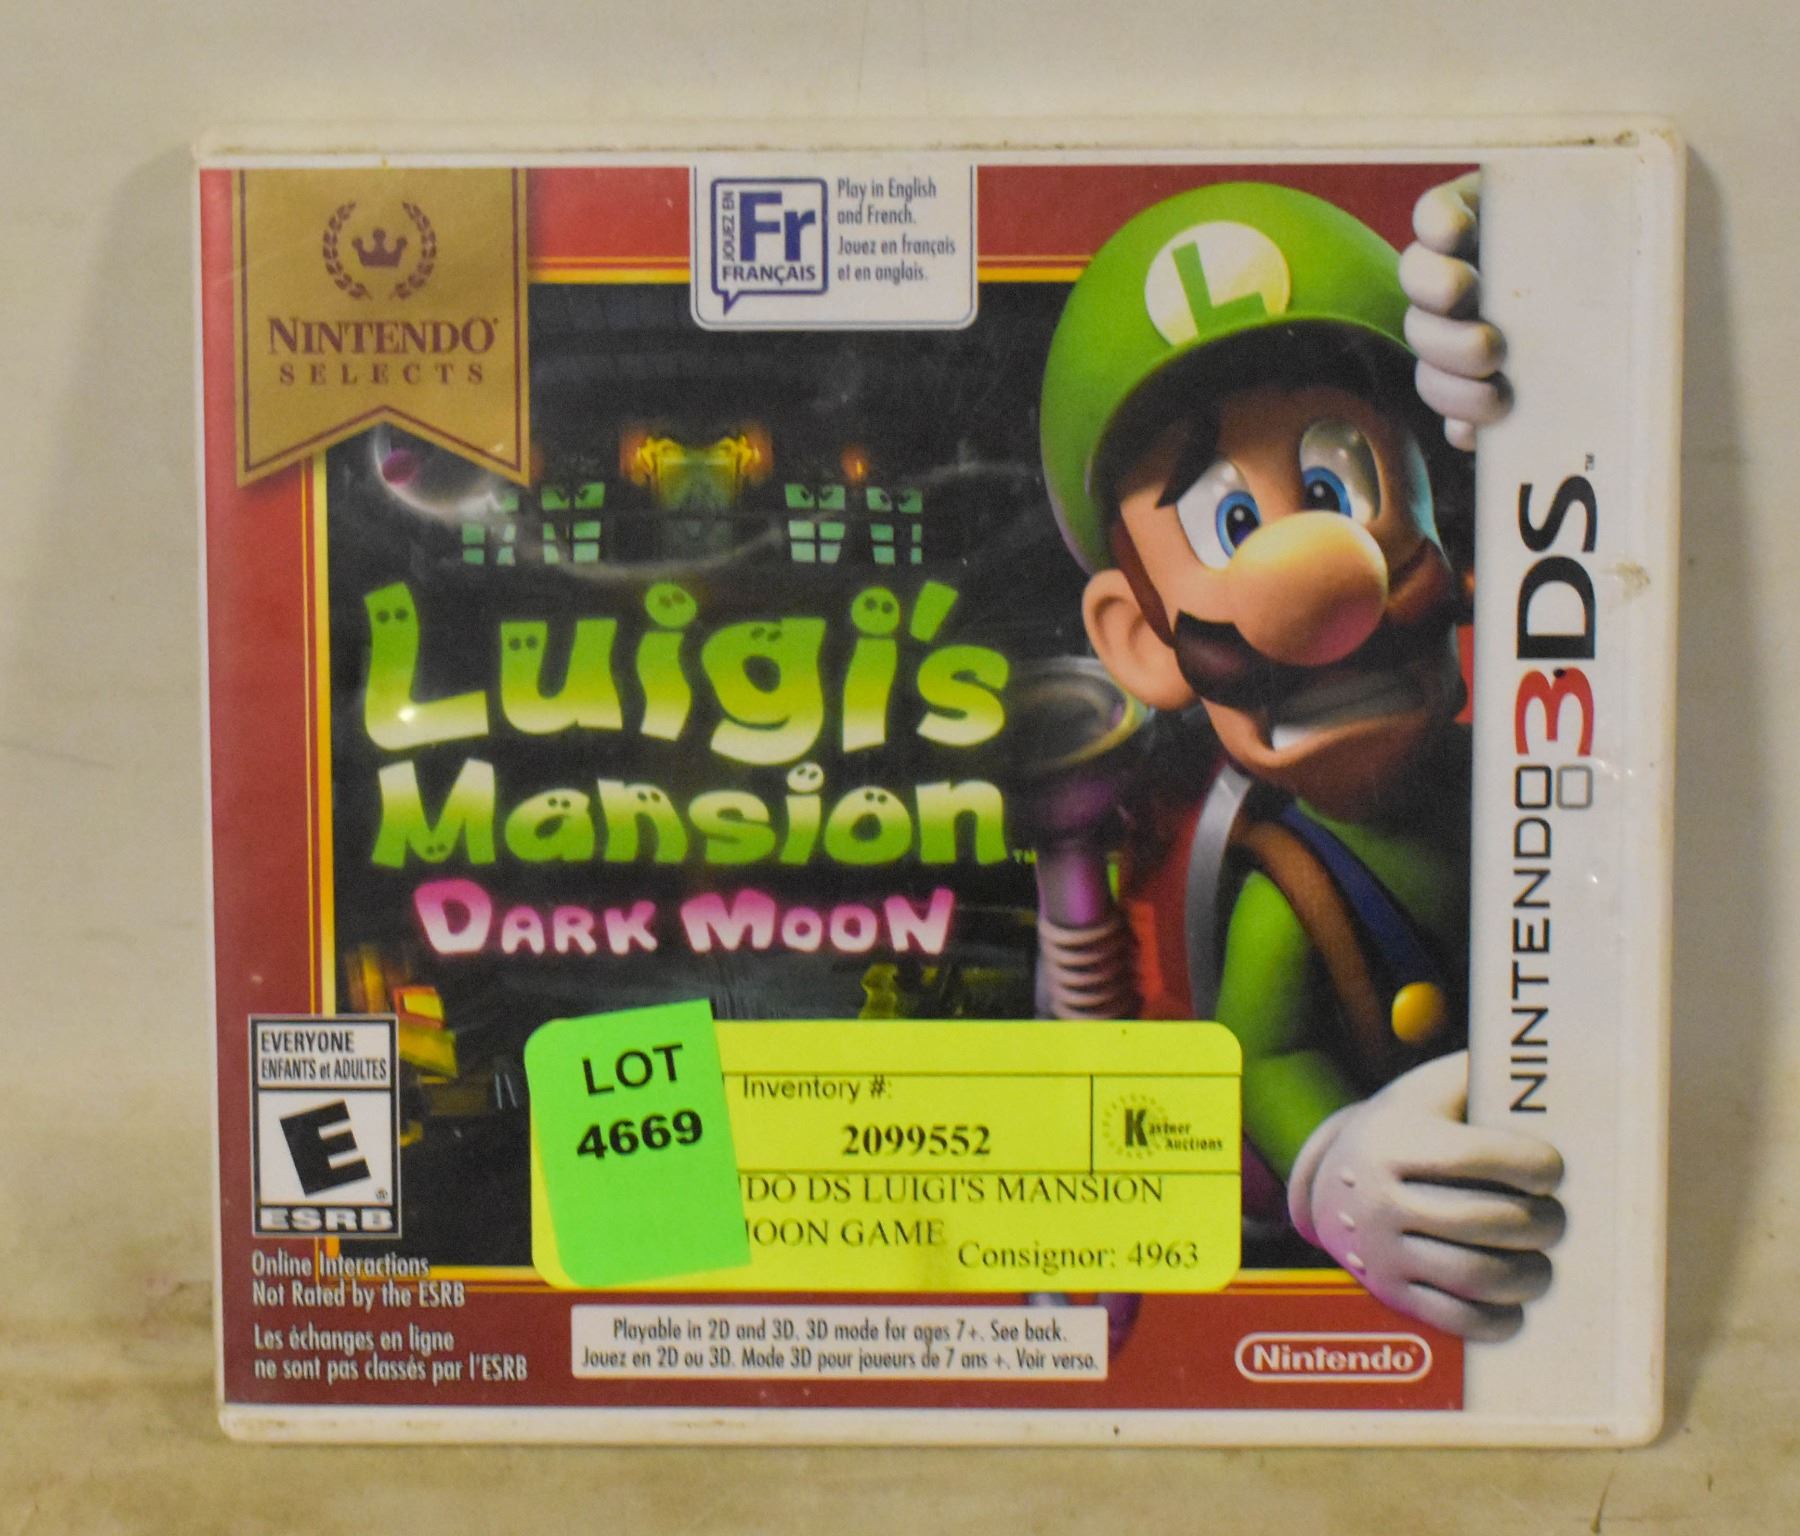 NINTENDO
SELECTS
JOUEZ EN
Fr
FRANÇAIS
Play in English
and French.
Jouez en français
et en anglais.
L
Luigi's
Mansion™
DARK MOON
NINTENDO3DS™
EVERYONE
ENFANTS et ADULTES
E®
ESRB
Online Interactions
Not Rated by the ESRB
Les échanges en ligne
ne sont pas classés par l'ESRB
LOT
4669
Inventory #:
2099552
Kastner
Auctions
DO DS LUIGI'S MANSION
OON GAME
Consignor: 4963
Playable in 2D and 3D. 3D mode for ages 7+. See back.
Jouez en 2D ou 3D. Mode 3D pour joueurs de 7 ans +. Voir verso.
Nintendo®